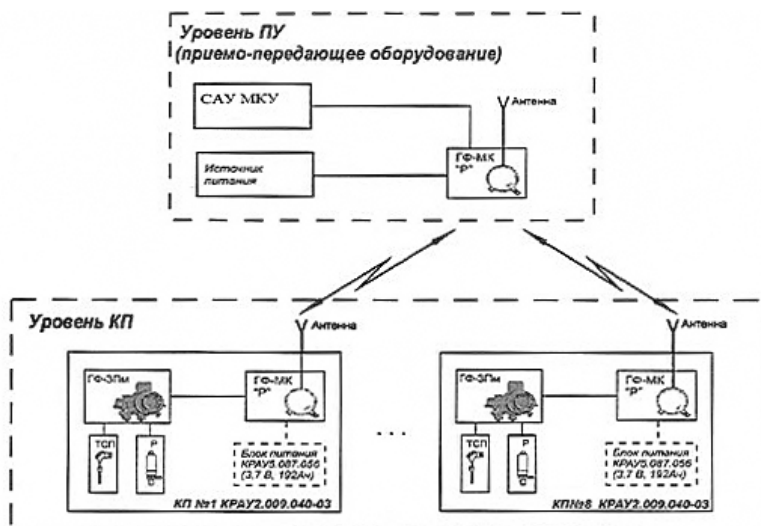 Уровень ПУ
(приемо-передающее оборудование)
САУ МКУ
Антенна
ГФ-МК
"Р"
Источник
питания
Уровень КП
Антенна
ГФ-ЗПм
ГФ-МК
"Р"
ТСП
Р
Блок питания
КРАУ5.087.056
(3,7 В, 192Ач)
КП №1 КРАУ2.009.040-03
. . .
Антенна
ГФ-ЗПм
ГФ-МК
"Р"
ТСП
Р
Блок питания
КРАУ5.087.056
(3,7 В, 192Ач)
КП№8 КРАУ2.009.040-03